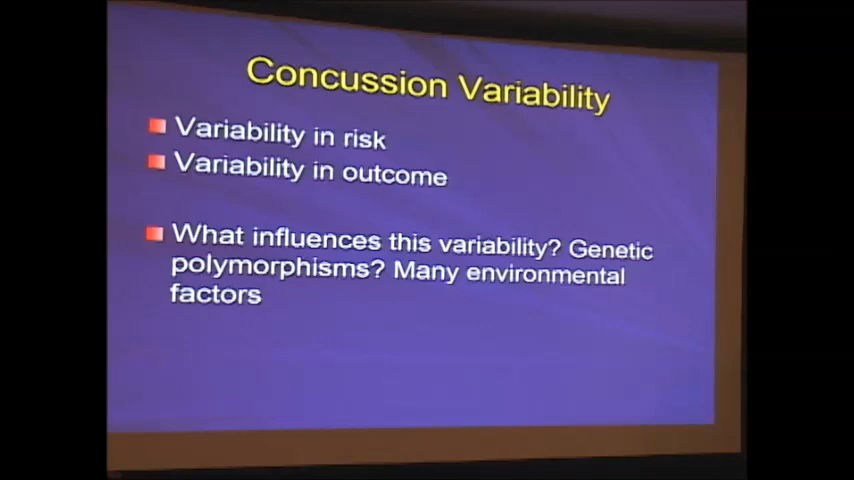 Concussion Variability
Variability in risk
Variability in outcome
What influences this variability? Genetic
polymorphisms? Many environmental
factors